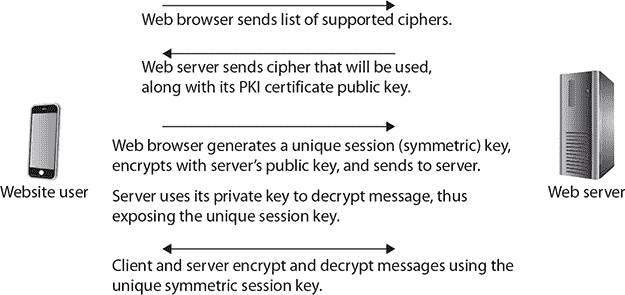 Web browser sends list of supported ciphers.
Web server sends cipher that will be used,
along with its PKI certificate public key.
Web browser generates a unique session (symmetric) key,
encrypts with server's public key, and sends to server.
Website user
Server uses its private key to decrypt message, thus
exposing the unique session key.
Web server
Client and server encrypt and decrypt messages using the
unique symmetric session key.